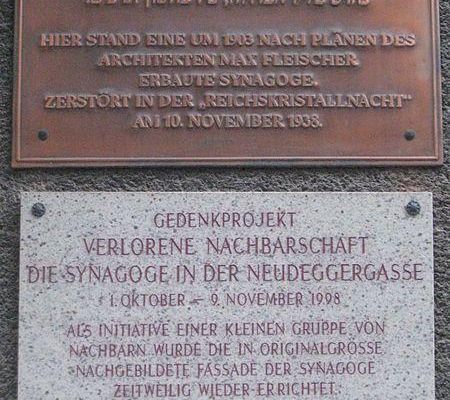 HIER STAND EINE UM 1903 NACH PLÄNEN DES
ARCHITEKTEN MAX FLEISCHER
ERBAUTE SYNAGOGE.
ZERSTÖRT IN DER „REICHSKRISTALLNACHT“
AM 10. NOVEMBER 1938.
GEDENKPROJEKT
VERLORENE NACHBARSCHAFT
DIE SYNAGOGE IN DER NEUDEGGERGASSE
1. OKTOBER – 9. NOVEMBER 1998
ALS INITIATIVE EINER KLEINEN GRUPPE VON
NACHBARN WURDE DIE IN ORIGINALGRÖSSE
NACHGEBILDETE FASSADE DER SYNAGOGE
ZEITWEILIG WIEDER ERRICHTET.